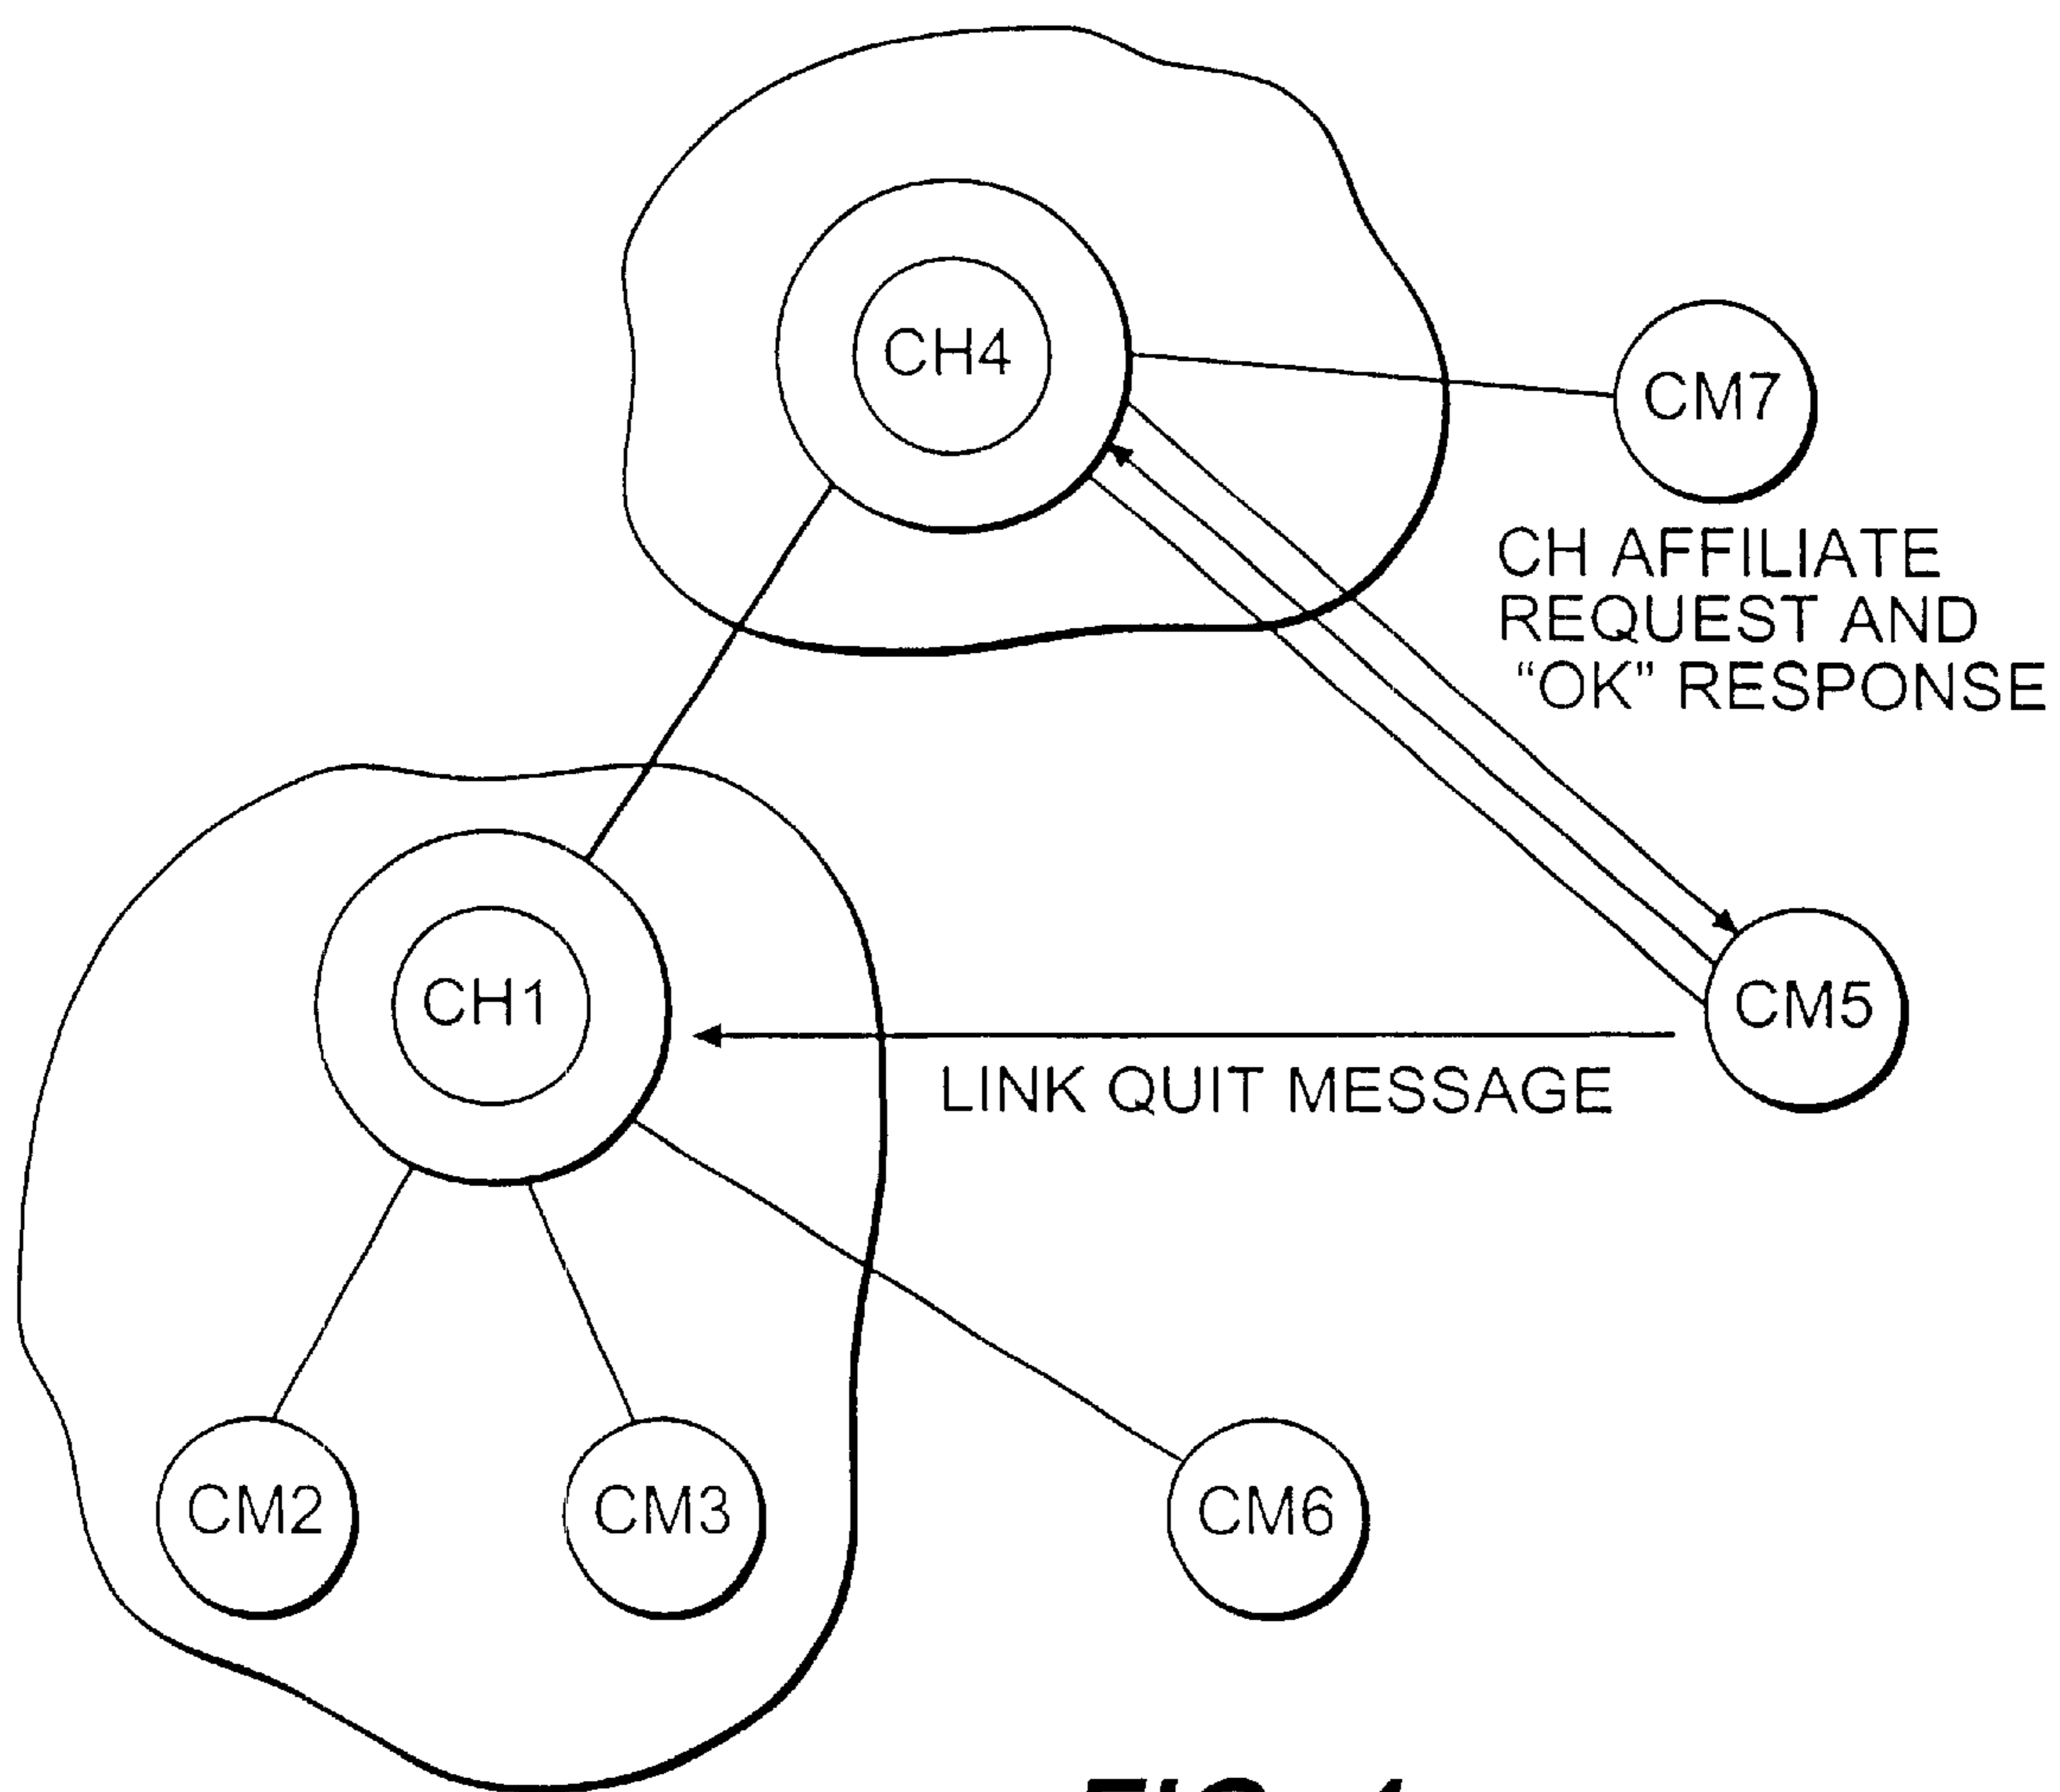 CH4
CM7
CH AFFILIATE
REQUEST AND
“OK” RESPONSE
CH1
CM5
LINK QUIT MESSAGE
CM2
CM3
CM6